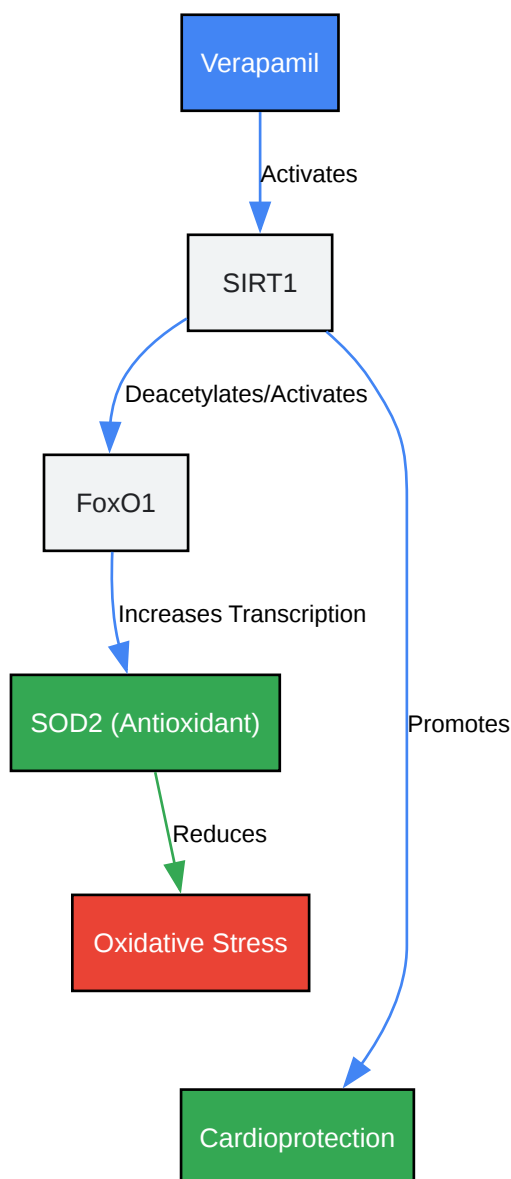 Verapamil
Activates
SIRT1
Deacetylates/Activates
FoxO1
Increases Transcription
SOD2 (Antioxidant)
Promotes
Reduces
Oxidative Stress
Cardioprotection